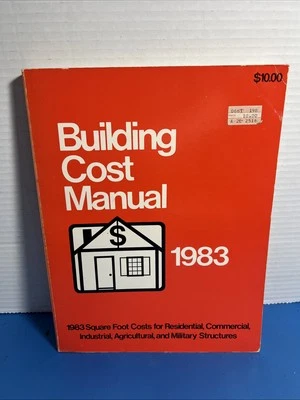 $10.00
Building
Cost
Manual
$
1983
1983 Square Foot Costs for Residential, Commercial,
Industrial, Agricultural, and Military Structures